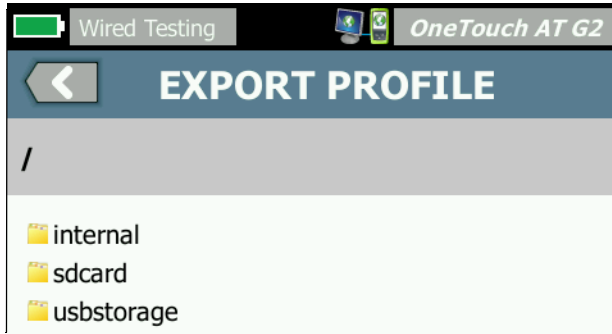 Wired Testing OneTouch AT G2
EXPORT PROFILE
/
internal
sdcard
usbstorage